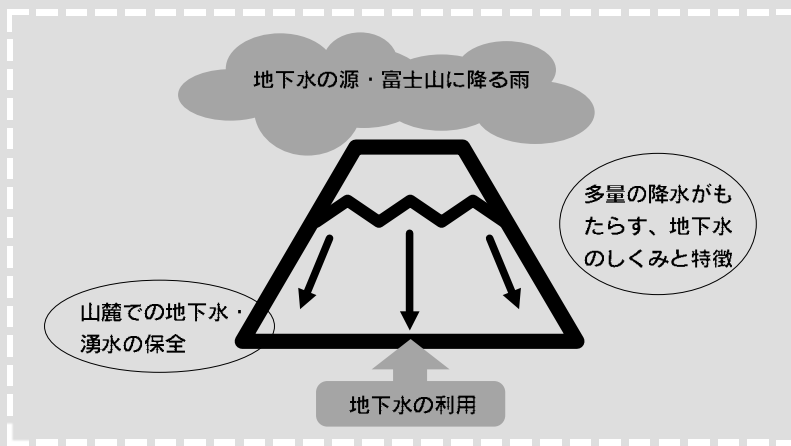 地下水の源・富士山に降る雨
多量の降水がも
たらす、地下水
のしくみと特徴
山麓での地下水・
湧水の保全
地下水の利用